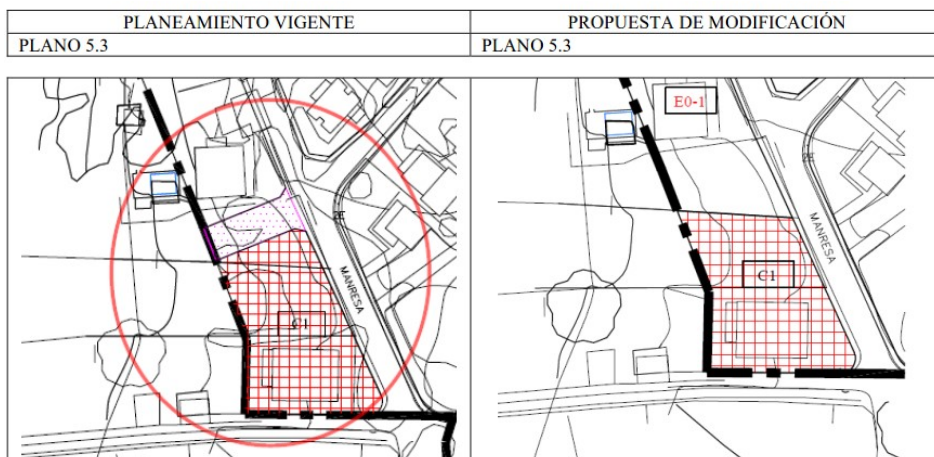 PLANEAMIENTO VIGENTE
PROPUESTA DE MODIFICACIÓN
PLANO 5.3
PLANO 5.3
MANRESA
C1
E0-1
MANRESA
C1